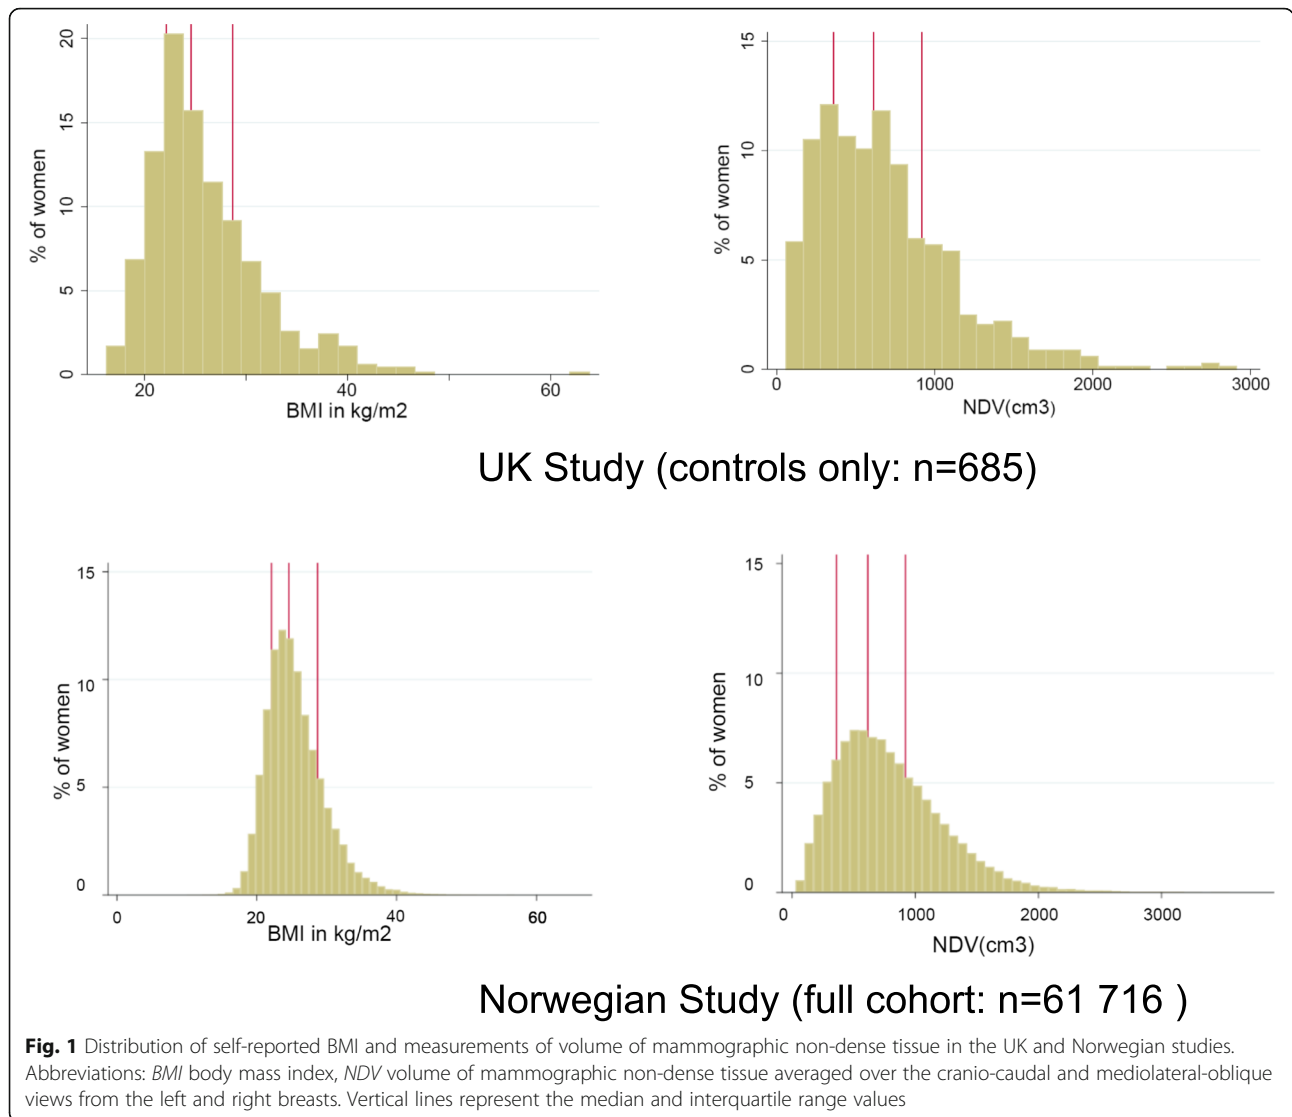 20
15
10
5
0
% of women
20
40
60
BMI in kg/m2
15
10
5
0
% of women
0
1000
2000
3000
NDV(cm3)
UK Study (controls only: n=685)
15
10
5
0
% of women
0
20
40
60
BMI in kg/m2
15
10
5
0
% of women
0
1000
2000
3000
NDV(cm3)
Norwegian Study (full cohort: n=61 716 )
Fig. 1 Distribution of self-reported BMI and measurements of volume of mammographic non-dense tissue in the UK and Norwegian studies.
Abbreviations: BMI body mass index, NDV volume of mammographic non-dense tissue averaged over the cranio-caudal and mediolateral-oblique
views from the left and right breasts. Vertical lines represent the median and interquartile range values